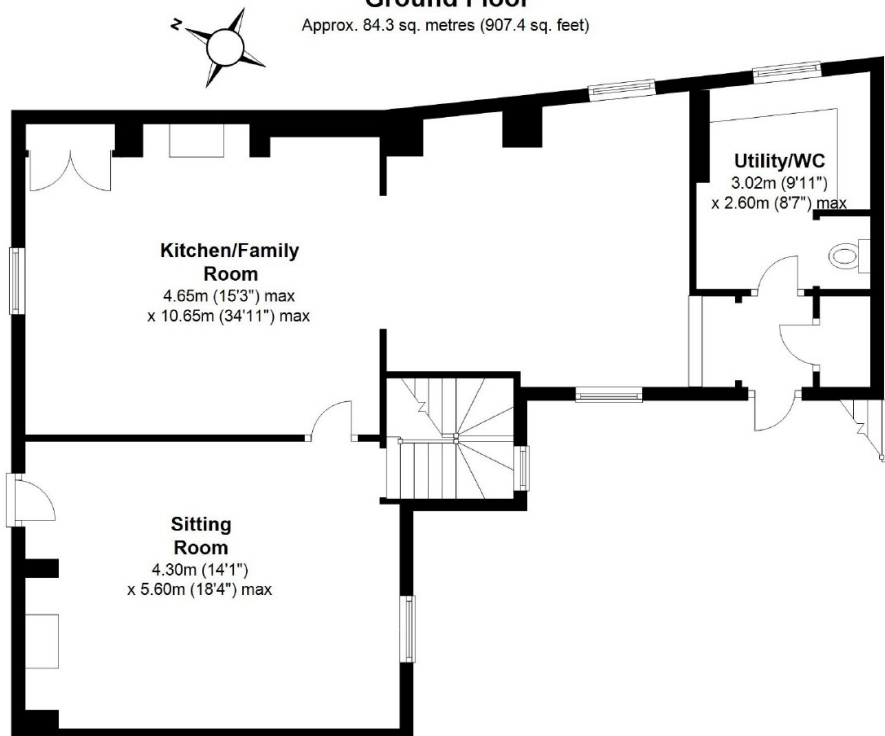 Ground Floor
Approx. 84.3 sq. metres (907.4 sq. feet)
N
Utility/WC
3.02m (9'11")
x 2.60m (8'7") max
Kitchen/Family
Room
4.65m (15'3") max
x 10.65m (34'11") max
Sitting
Room
4.30m (14'1")
x 5.60m (18'4") max